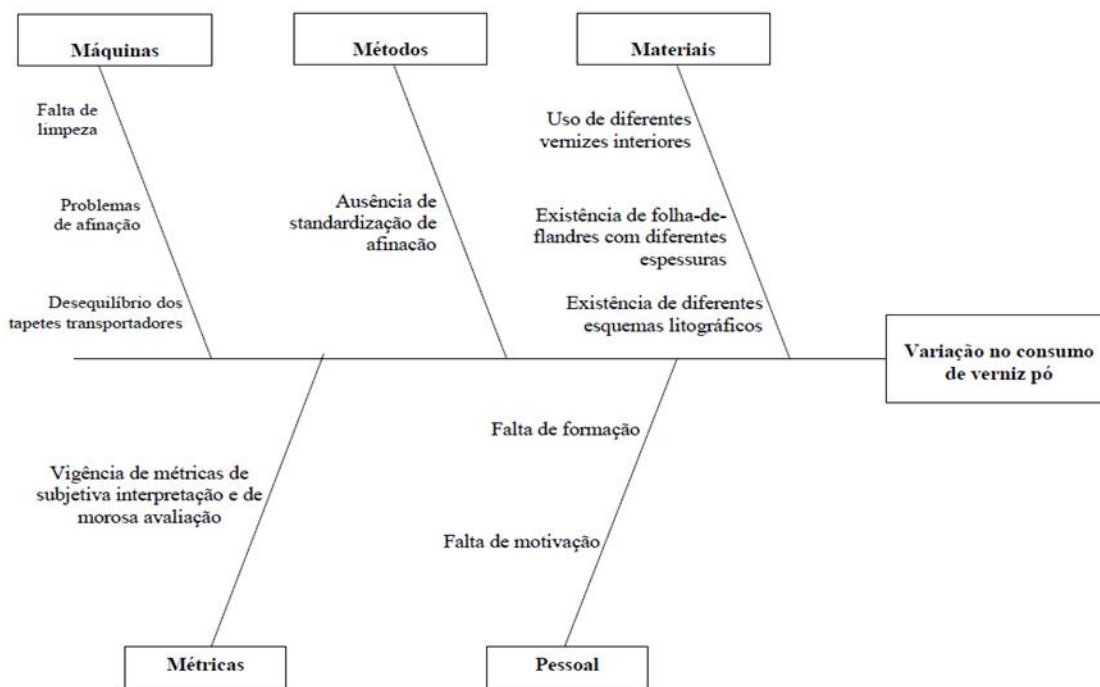 Máquinas
Métodos
Materiais
Falta de
limpeza
Problemas
de afinação
Desequilíbrio dos
tapetes transportadores
Ausência de
standardização de
afinação
Uso de diferentes
vernizes interiores
Existência de folha-de-
flandres com diferentes
espessuras
Existência de diferentes
esquemas litográficos
Variação no consumo
de verniz pó
Vigência de métricas de
subjetiva interpretação e de
morosa avaliação
Falta de formação
Falta de motivação
Métricas
Pessoal